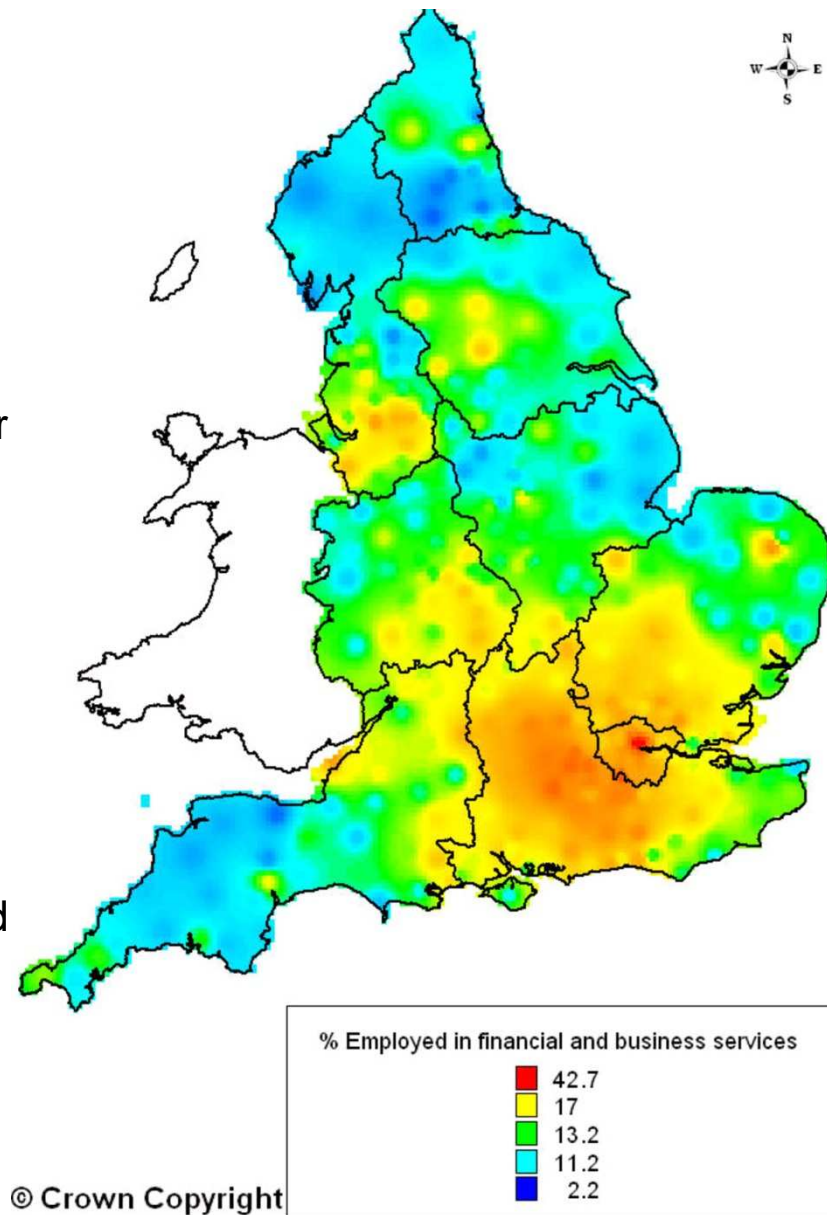 N
W E
S
r
d
% Employed in financial and business services
42.7
17
13.2
11.2
2.2
© Crown Copyright